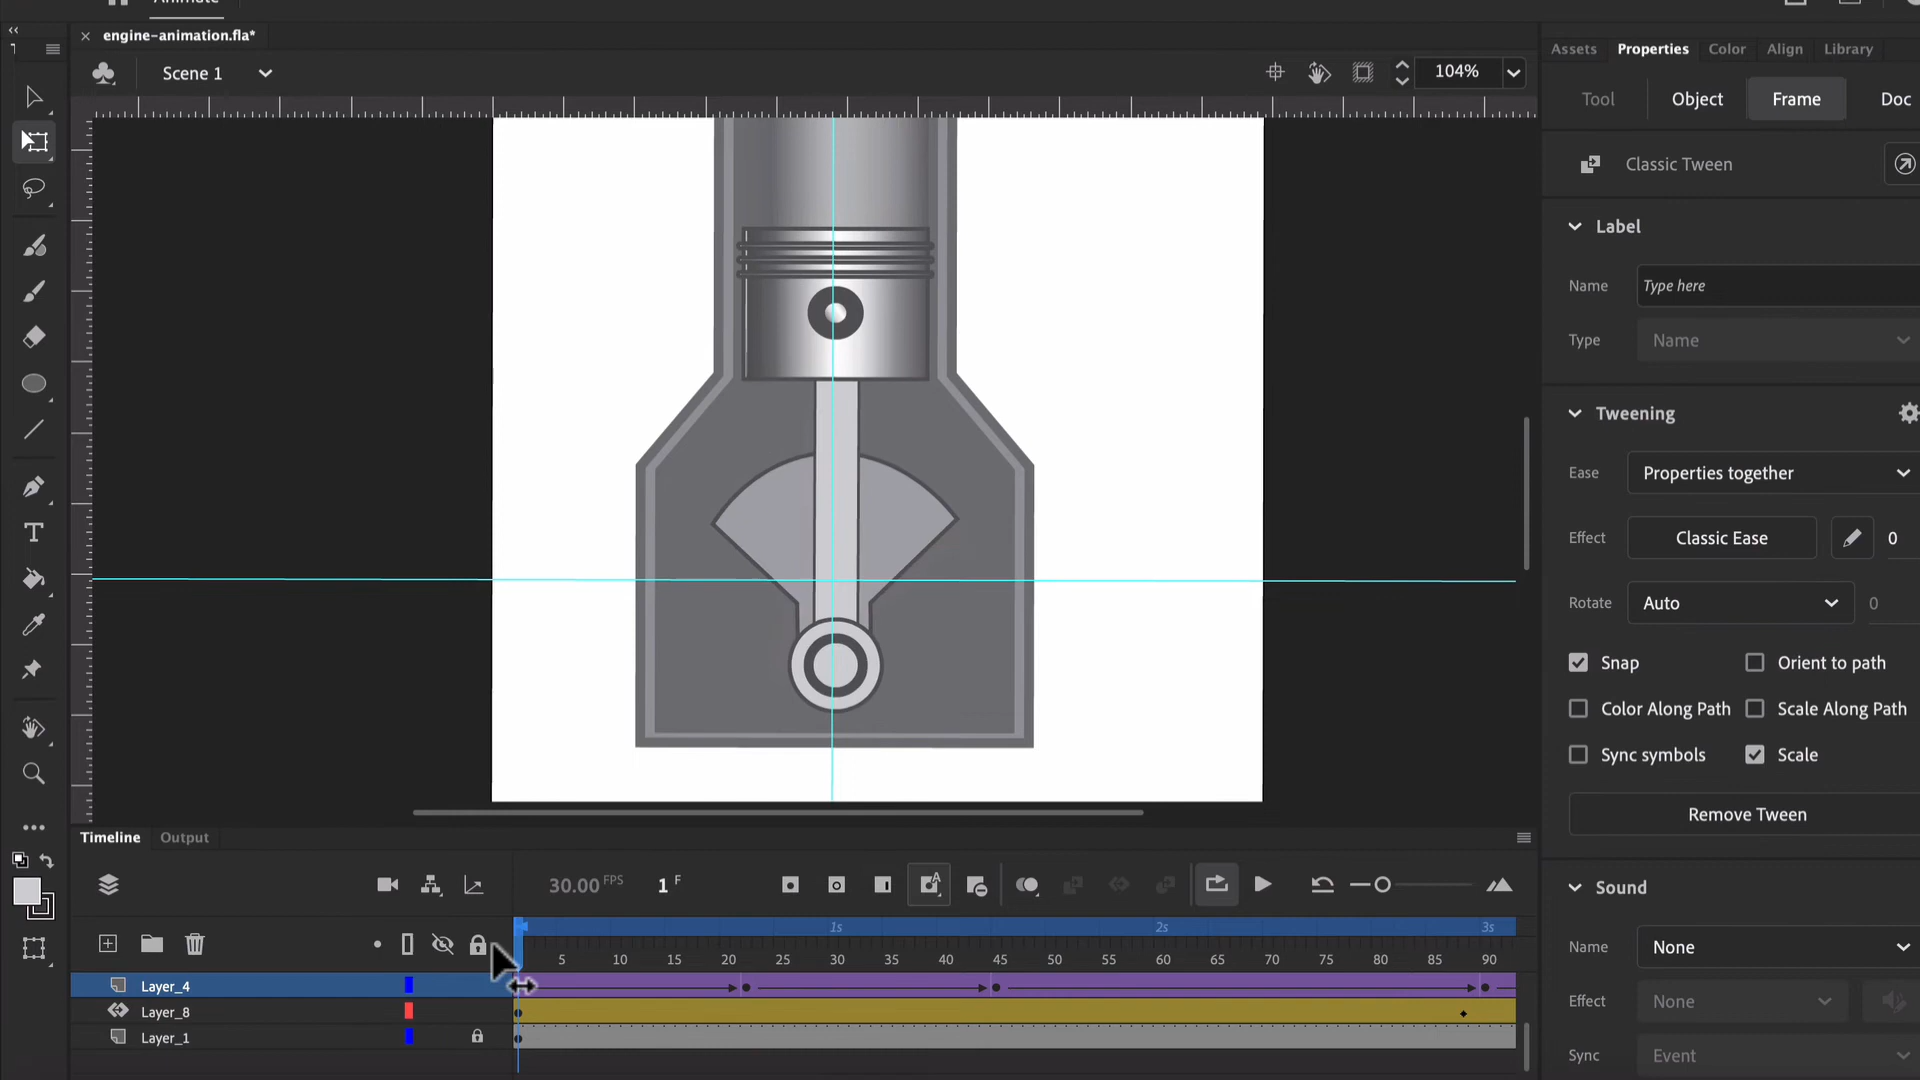 Animate
engine-animation.fla*
Scene 1
104%
Assets Properties Color Align Library
Tool Object Frame Doc
Classic Tween
Label
Name Type here
Type Name
Tweening
Ease Properties together
Effect Classic Ease 0
Rotate Auto 0
Snap Orient to path
Color Along Path Scale Along Path
Sync symbols Scale
Remove Tween
Sound
Name None
Effect None
Sync Event
Timeline Output
30.00 FPS 1 F
1s 2s 3s
5 10 15 20 25 30 35 40 45 50 55 60 65 70 75 80 85 90
Layer_4
Layer_8
Layer_1